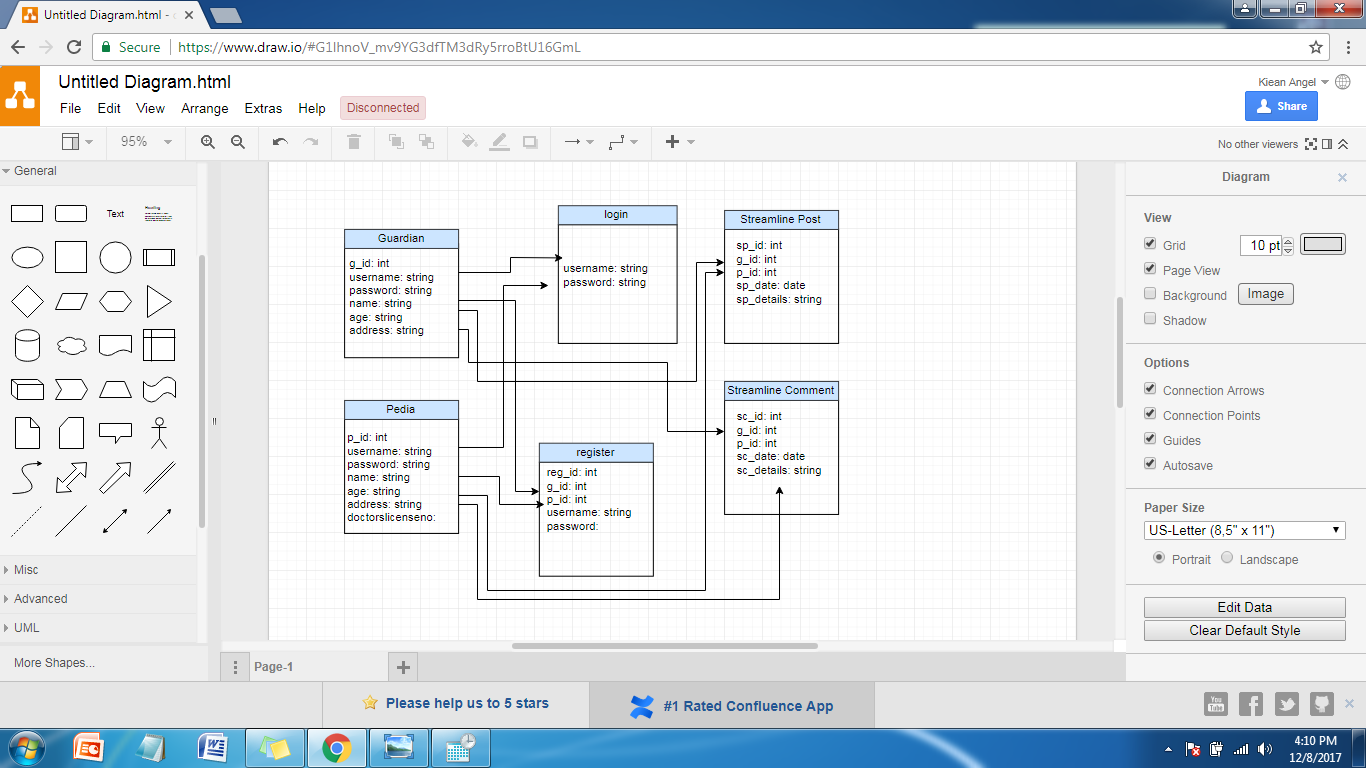 Untitled Diagram.html -
Secure
https://www.draw.io/#G1IhnoV_mv9YG3dfTM3dRy5rroBtU16GmL
Untitled Diagram.html
Kiean Angel
File Edit View Arrange Extras Help Disconnected
Share
95%
No other viewers
General
Text
Heading
Misc
Advanced
UML
More Shapes...
Guardian
g_id: int
username: string
password: string
name: string
age: string
address: string
login
username: string
password: string
Streamline Post
sp_id: int
g_id: int
p_id: int
sp_date: date
sp_details: string
Pedia
p_id: int
username: string
password: string
name: string
age: string
address: string
doctorslicenseno:
register
reg_id: int
g_id: int
p_id: int
username: string
password:
Streamline Comment
sc_id: int
g_id: int
p_id: int
sc_date: date
sc_details: string
Diagram
View
Grid 10 pt
Page View
Background Image
Shadow
Options
Connection Arrows
Connection Points
Guides
Autosave
Paper Size
US-Letter (8,5" x 11")
Portrait Landscape
Edit Data
Clear Default Style
Page-1
Please help us to 5 stars
#1 Rated Confluence App
You
Tube
4:10 PM
12/8/2017